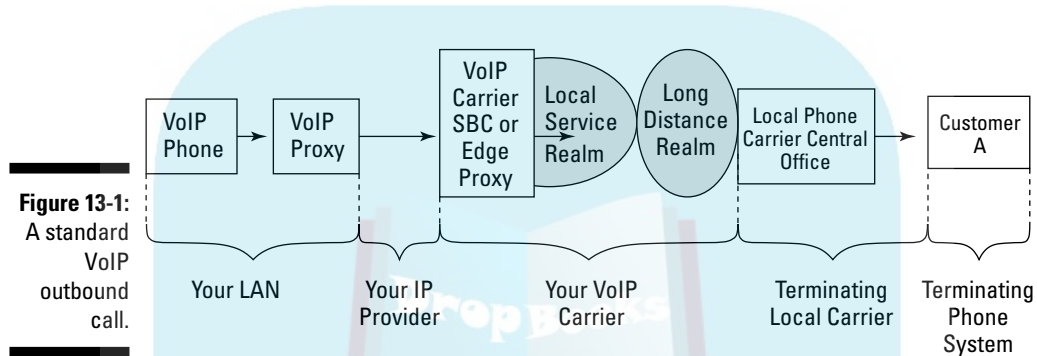 VoIP
Phone
VoIP
Proxy
VoIP
Carrier
SBC or
Edge
Proxy
Local
Service
Realm
Long
Distance
Realm
Local Phone
Carrier Central
Office
Customer
A
Figure 13-1:
A standard
VoIP
outbound
call.
Your LAN
Your IP
Provider
Your VoIP
Carrier
Terminating
Local Carrier
Terminating
Phone
System
DropBooks